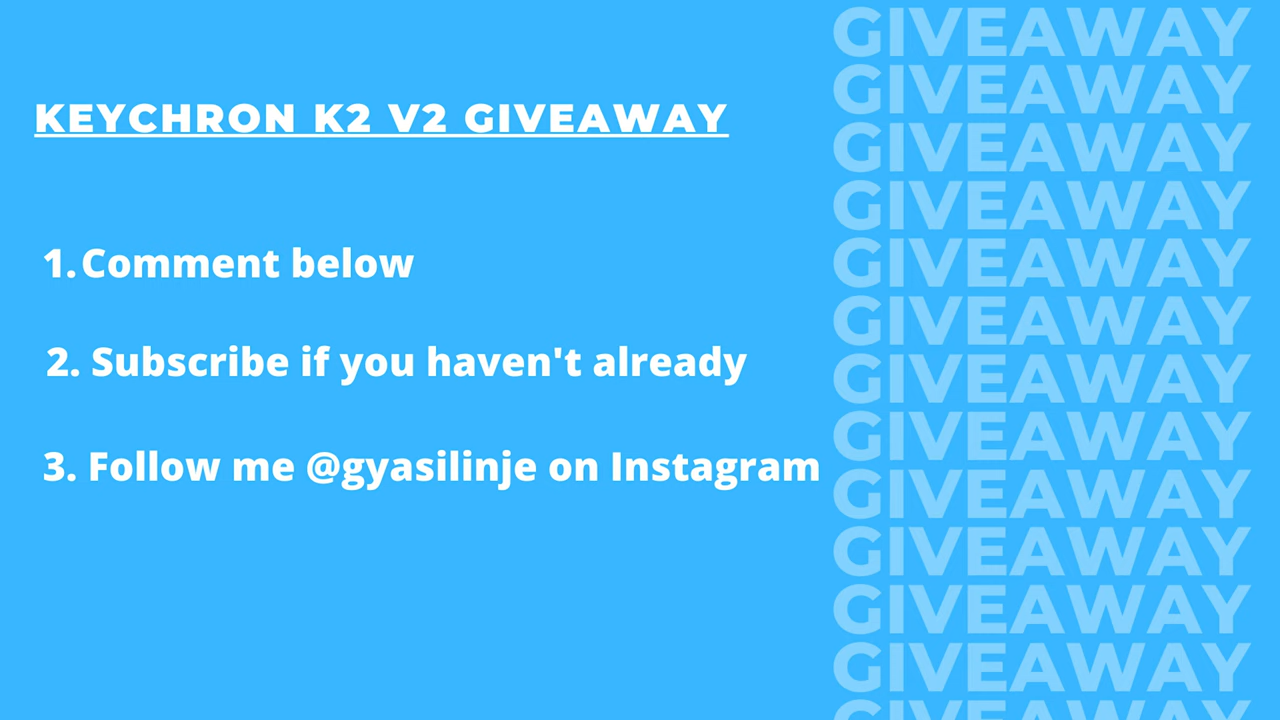 KEYCHRON K2 V2 GIVEAWAY
1. Comment below
2. Subscribe if you haven't already
3. Follow me @gyasilinje on Instagram
GIVEAWAY
GIVEAWAY
GIVEAWAY
GIVEAWAY
GIVEAWAY
GIVEAWAY
GIVEAWAY
GIVEAWAY
GIVEAWAY
GIVEAWAY
GIVEAWAY
GIVEAWAY
GIVEAWAY